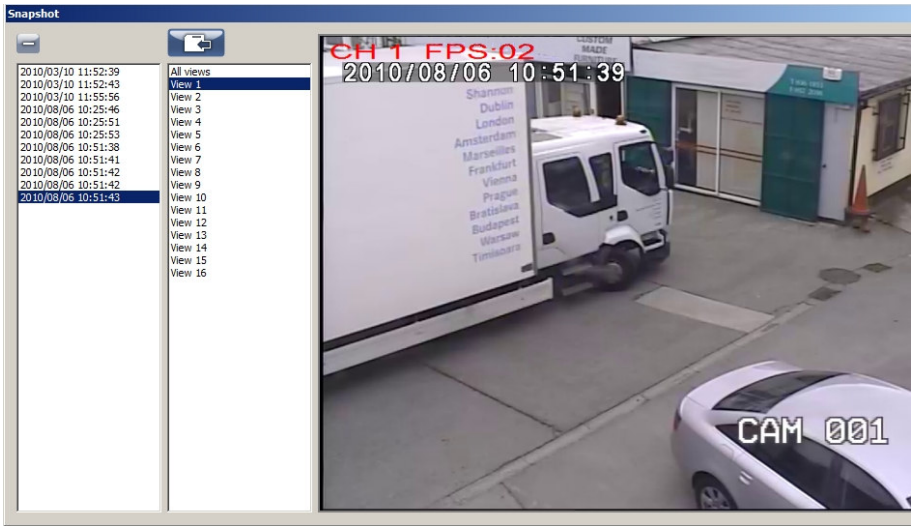 Snapshot
2010/03/10 11:52:39
2010/03/10 11:52:43
2010/03/10 11:55:56
2010/08/06 10:25:46
2010/08/06 10:25:51
2010/08/06 10:25:53
2010/08/06 10:51:38
2010/08/06 10:51:41
2010/08/06 10:51:42
2010/08/06 10:51:42
2010/08/06 10:51:43
All views
View 1
View 2
View 3
View 4
View 5
View 6
View 7
View 8
View 9
View 10
View 11
View 12
View 13
View 14
View 15
View 16
CH 1 FPS:02
2010/08/06 10:51:39
CUSTOM
MADE
FURNITURE
Shannon
Dublin
London
Amsterdam
Marseilles
Frankfurt
Vienna
Prague
Bratislava
Budapest
Warsaw
Timisoara
CAM 001